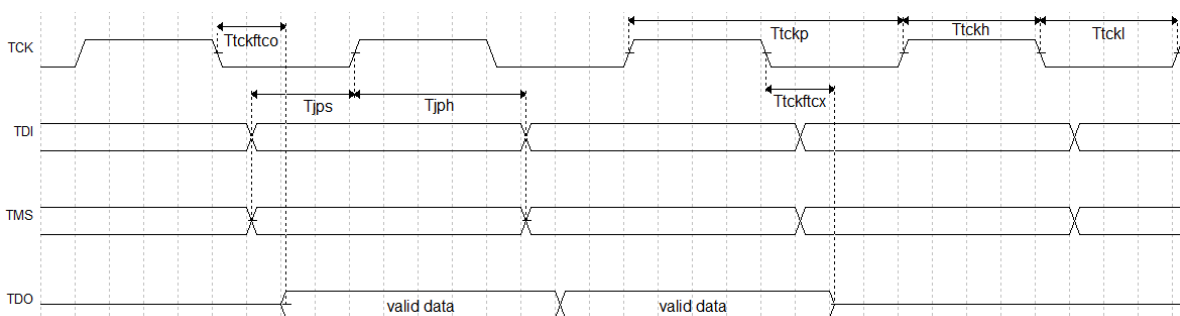 TCK
Ttckftco
Ttckp
Ttckh
Ttckl
Tjps
Tjph
Ttckftcx
TDI
TMS
TDO
valid data
valid data